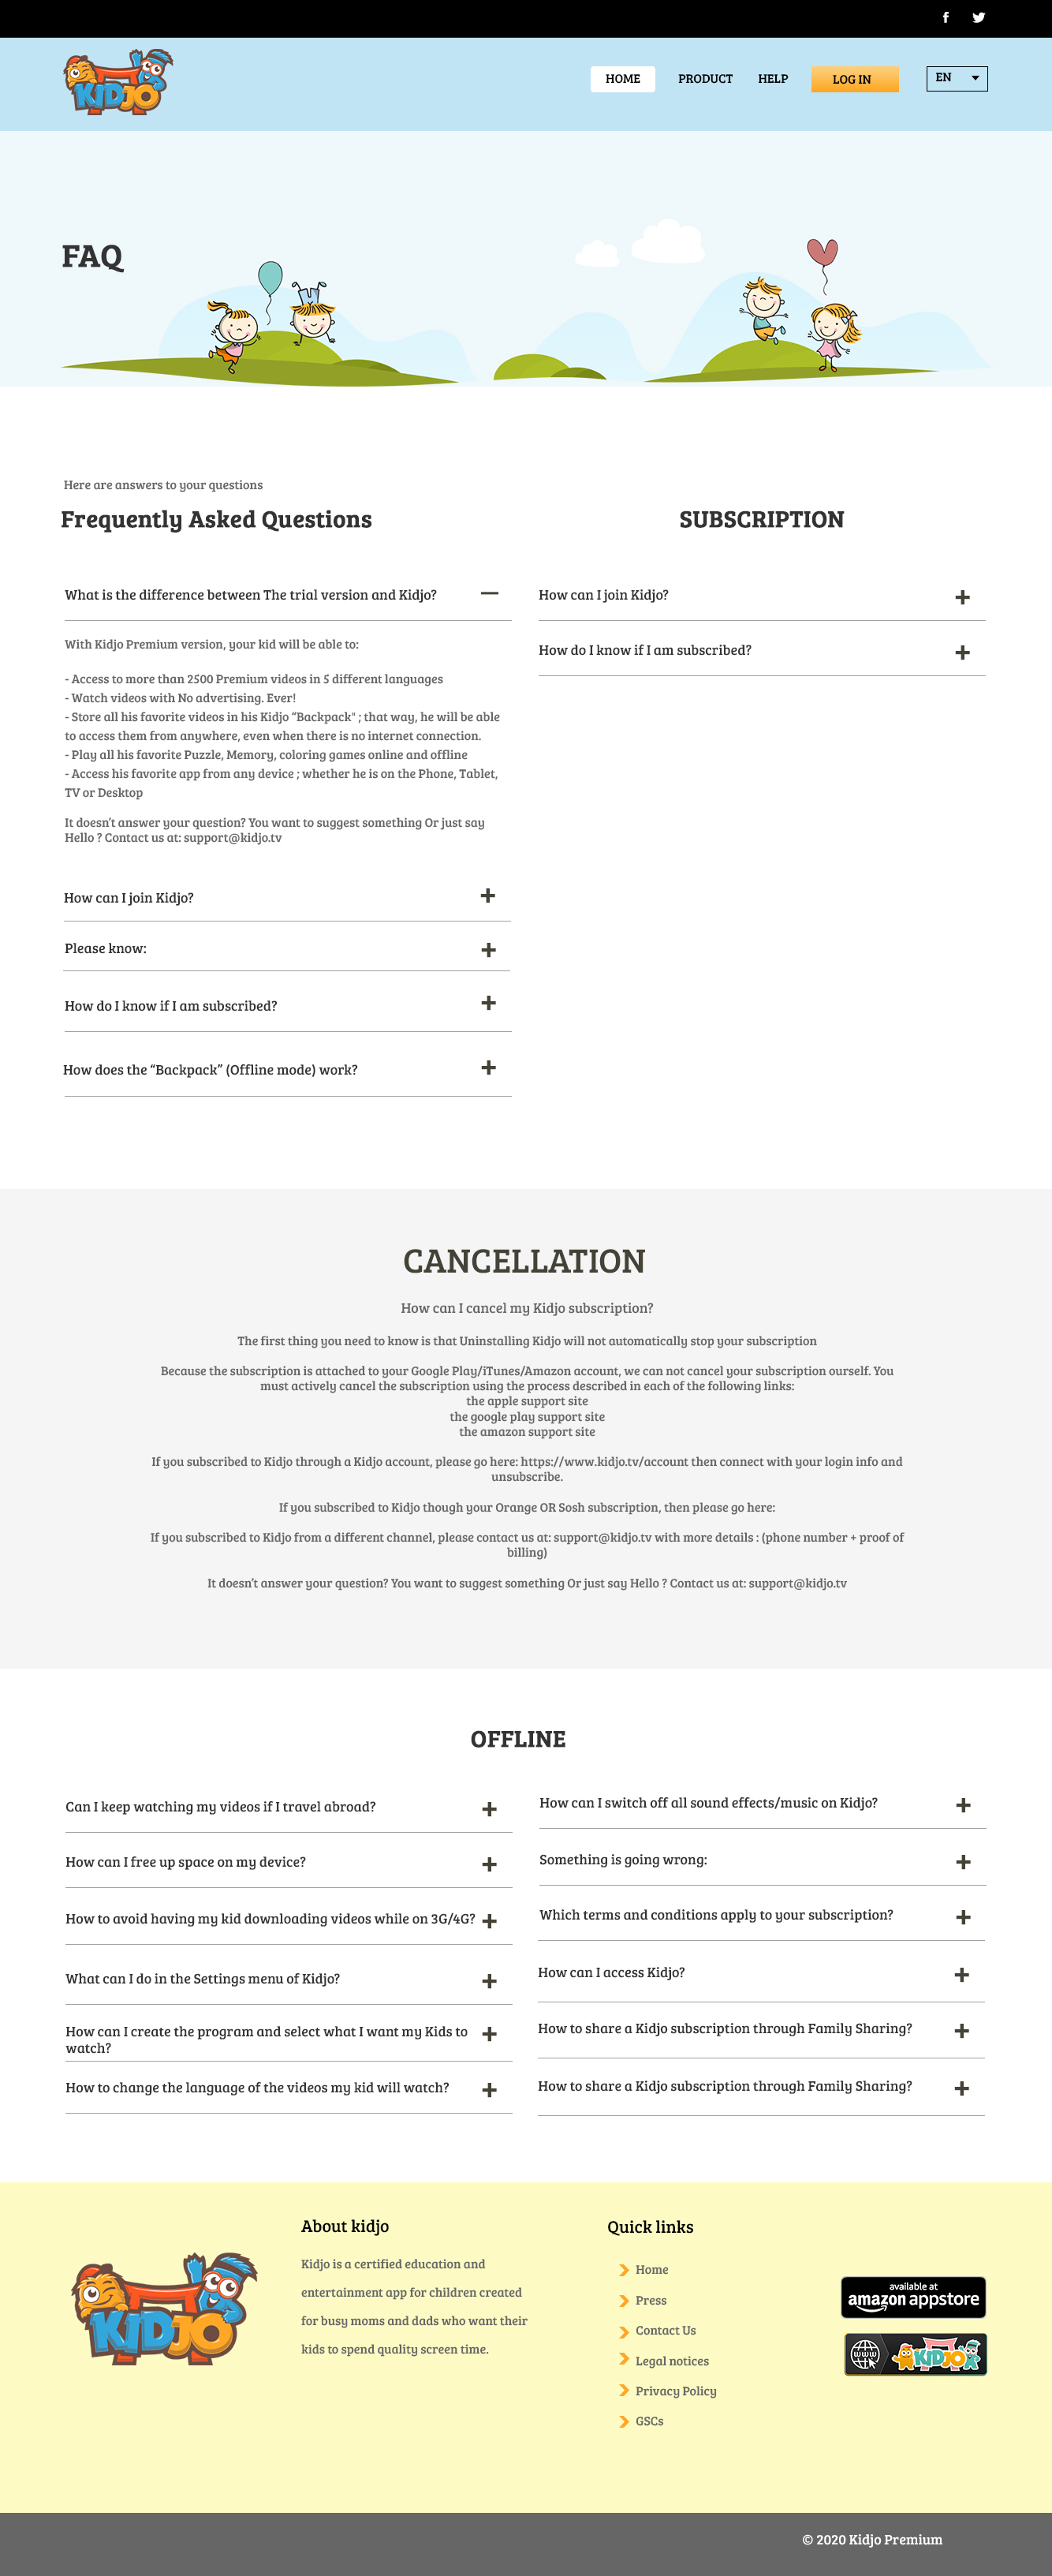 KIDJO
HOME
PRODUCT
HELP
LOG IN
EN
FAQ
Here are answers to your questions
Frequently Asked Questions
What is the difference between The trial version and Kidjo?
With Kidjo Premium version, your kid will be able to:
- Access to more than 2500 Premium videos in 5 different languages
- Watch videos with No advertising. Ever!
- Store all his favorite videos in his Kidjo “Backpack" ; that way, he will be able
to access them from anywhere, even when there is no internet connection.
- Play all his favorite Puzzle, Memory, coloring games online and offline
- Access his favorite app from any device ; whether he is on the Phone, Tablet,
TV or Desktop
It doesn’t answer your question? You want to suggest something Or just say
Hello ? Contact us at: support@kidjo.tv
How can I join Kidjo?
Please know:
How do I know if I am subscribed?
How does the “Backpack” (Offline mode) work?
SUBSCRIPTION
How can I join Kidjo?
How do I know if I am subscribed?
CANCELLATION
How can I cancel my Kidjo subscription?
The first thing you need to know is that Uninstalling Kidjo will not automatically stop your subscription
Because the subscription is attached to your Google Play/iTunes/Amazon account, we can not cancel your subscription ourself. You
must actively cancel the subscription using the process described in each of the following links:
the apple support site
the google play support site
the amazon support site
If you subscribed to Kidjo through a Kidjo account, please go here: https://www.kidjo.tv/account then connect with your login info and
unsubscribe.
If you subscribed to Kidjo though your Orange OR Sosh subscription, then please go here:
If you subscribed to Kidjo from a different channel, please contact us at: support@kidjo.tv with more details : (phone number + proof of
billing)
It doesn’t answer your question? You want to suggest something Or just say Hello ? Contact us at: support@kidjo.tv
OFFLINE
Can I keep watching my videos if I travel abroad?
How can I free up space on my device?
How to avoid having my kid downloading videos while on 3G/4G?
What can I do in the Settings menu of Kidjo?
How can I create the program and select what I want my Kids to
watch?
How to change the language of the videos my kid will watch?
How can I switch off all sound effects/music on Kidjo?
Something is going wrong:
Which terms and conditions apply to your subscription?
How can I access Kidjo?
How to share a Kidjo subscription through Family Sharing?
How to share a Kidjo subscription through Family Sharing?
KIDJO
About kidjo
Kidjo is a certified education and
entertainment app for children created
for busy moms and dads who want their
kids to spend quality screen time.
Quick links
Home
Press
Contact Us
Legal notices
Privacy Policy
GSCs
available at
amazon appstore
WWW
KIDJO
© 2020 Kidjo Premium